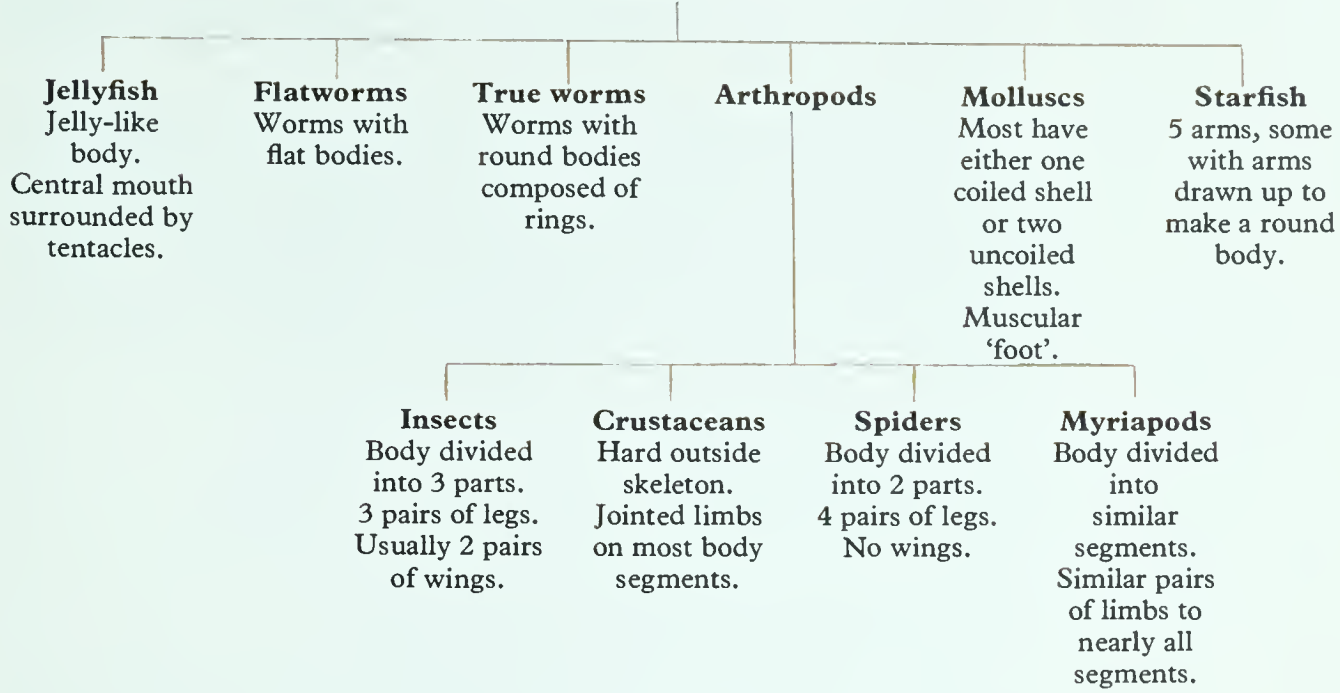 Jellyfish
Jelly-like
body.
Central mouth
surrounded by
tentacles.
Flatworms
Worms with
flat bodies.
True worms
Worms with
round bodies
composed of
rings.
Arthropods
Molluscs
Most have
either one
coiled shell
or two
uncoiled
shells.
Muscular
‘foot’.
Starfish
5 arms, some
with arms
drawn up to
make a round
body.
Insects
Body divided
into 3 parts.
3 pairs of legs.
Usually 2 pairs
of wings.
Crustaceans
Hard outside
skeleton.
Jointed limbs
on most body
segments.
Spiders
Body divided
into 2 parts.
4 pairs of legs.
No wings.
Myriapods
Body divided
into
similar
segments.
Similar pairs
of limbs to
nearly all
segments.